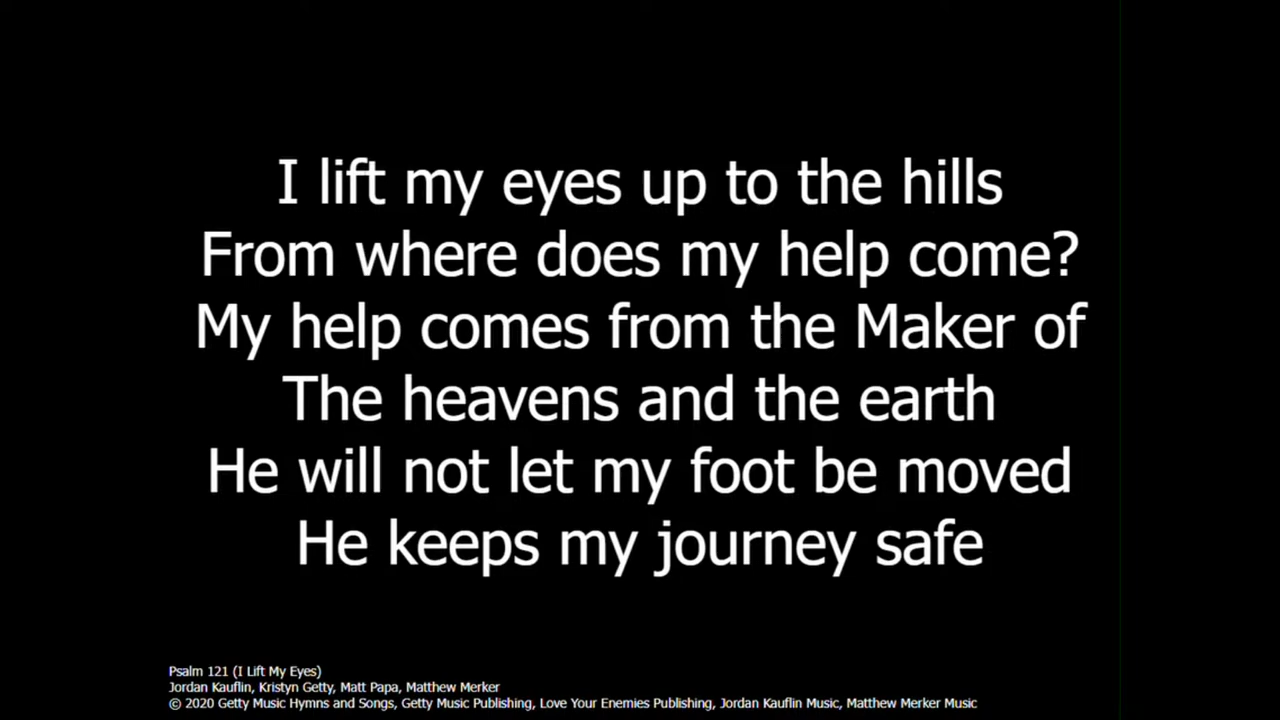 I lift my eyes up to the hills
From where does my help come?
My help comes from the Maker of
The heavens and the earth
He will not let my foot be moved
He keeps my journey safe
Psalm 121 (I Lift My Eyes)
Jordan Kauflin, Kristyn Getty, Matt Papa, Matthew Merker
© 2020 Getty Music Hymns and Songs, Getty Music Publishing, Love Your Enemies Publishing, Jordan Kauflin Music, Matthew Merker Music